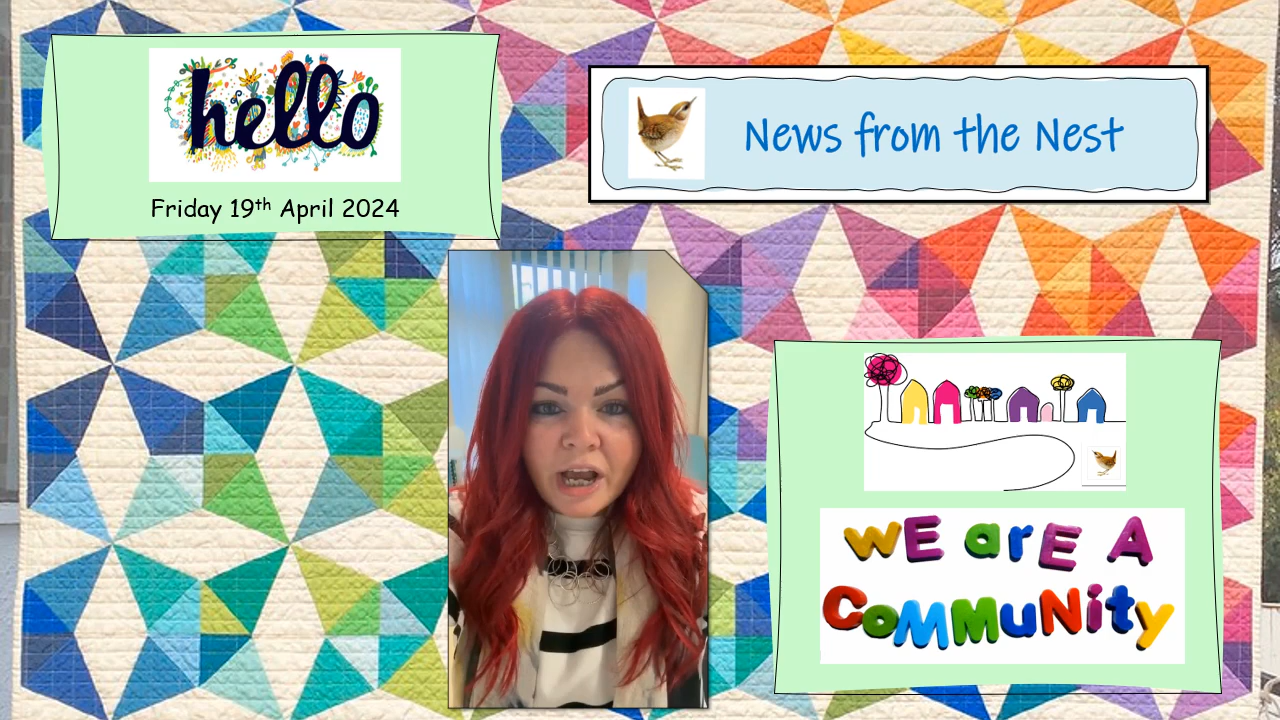 hello
Friday 19th April 2024
News from the Nest
wE arE A
CoMMuNity